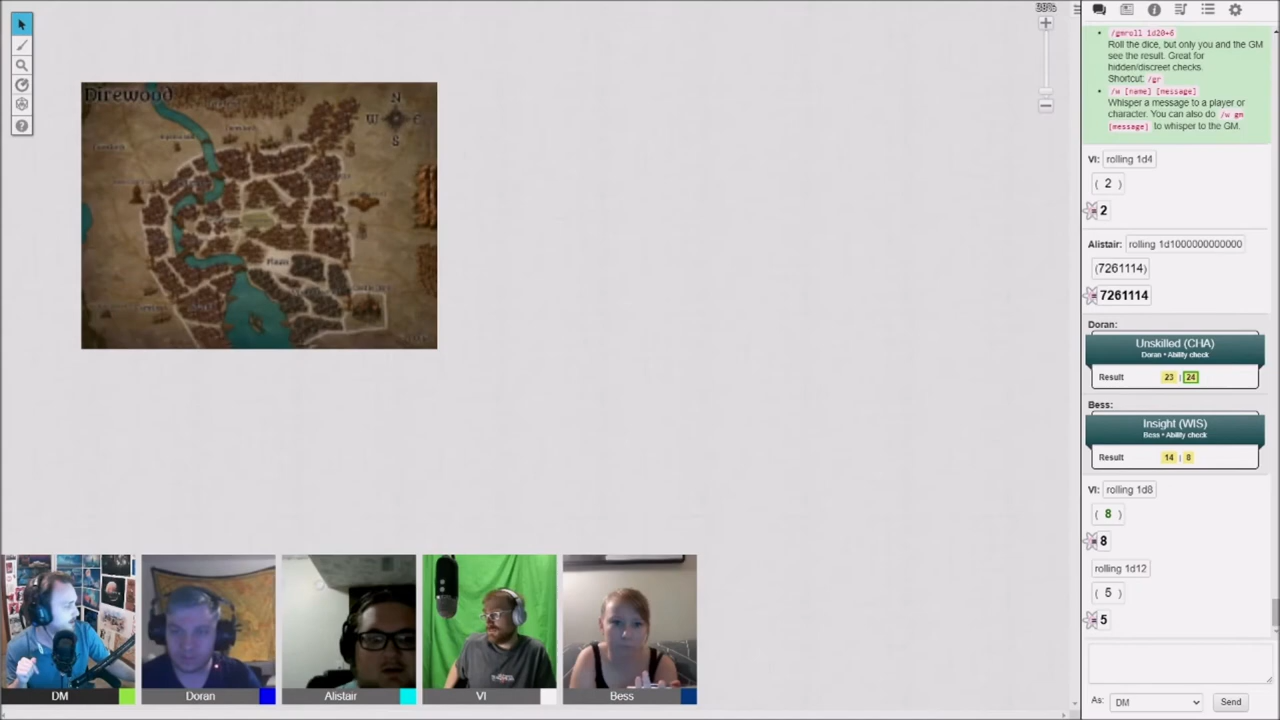 38%
/gmroll 1d20+6
Roll the dice, but only you and the GM
see the result. Great for
hidden/discreet checks.
Shortcut: /gr
/w [name] [message]
Whisper a message to a player or
character. You can also do /w gm
[message] to whisper to the GM.
VI: rolling 1d4
( 2 )
= 2
Alistair: rolling 1d1000000000000
(7261114)
= 7261114
Doran:
Unskilled (CHA)
Doran • Ability check
Result 23 | 24
Bess:
Insight (WIS)
Bess • Ability check
Result 14 | 8
VI: rolling 1d8
( 8 )
= 8
rolling 1d12
( 5 )
= 5
As: DM Send
Direwood
N
W E
S
Plaza
DM Doran Alistair VI Bess